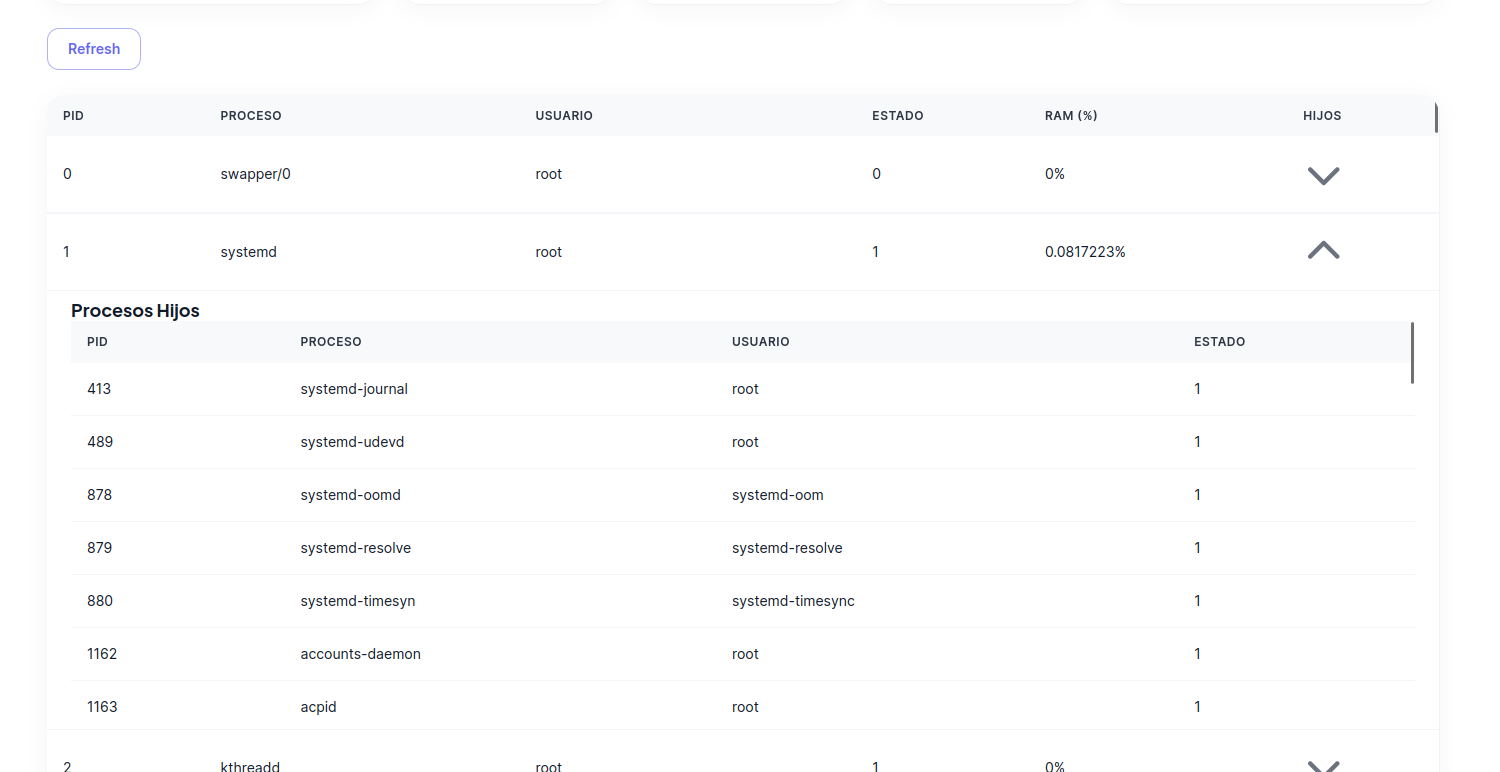 Refresh
PID PROCESO USUARIO ESTADO RAM (%) HIJOS
0 swapper/0 root 0 0%
1 systemd root 1 0.0817223%
Procesos Hijos
PID PROCESO USUARIO ESTADO
413 systemd-journal root 1
489 systemd-udevd root 1
878 systemd-oomd systemd-oom 1
879 systemd-resolve systemd-resolve 1
880 systemd-timesyn systemd-timesync 1
1162 accounts-daemon root 1
1163 acpid root 1
2 kthreadd root 1 0%